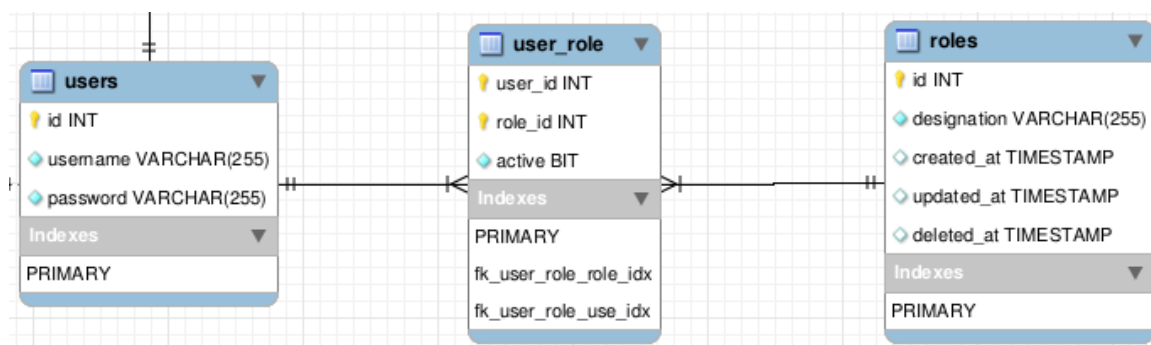 users
id INT
username VARCHAR(255)
password VARCHAR(255)
Indexes
PRIMARY
user_role
user_id INT
role_id INT
active BIT
Indexes
PRIMARY
fk_user_role_role_idx
fk_user_role_use_idx
roles
id INT
designation VARCHAR(255)
created_at TIMESTAMP
updated_at TIMESTAMP
deleted_at TIMESTAMP
Indexes
PRIMARY